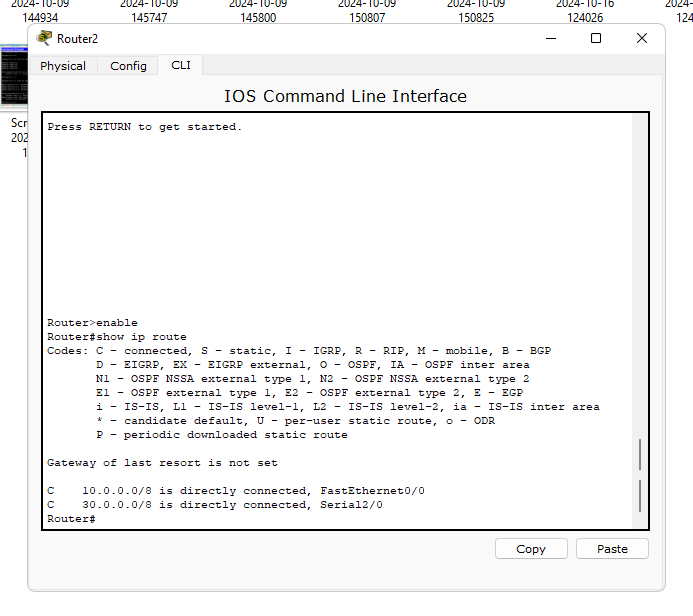 2024-10-09 2024-10-09 2024-10-09 2024-10-09 2024-10-09 2024-10-16 2024-
144934 145747 145800 150807 150825 124026 124
Router2
Physical Config CLI
IOS Command Line Interface
Scr
202
1
Press RETURN to get started.
Router>enable
Router#show ip route
Codes: C - connected, S - static, I - IGRP, R - RIP, M - mobile, B - BGP
D - EIGRP, EX - EIGRP external, O - OSPF, IA - OSPF inter area
N1 - OSPF NSSA external type 1, N2 - OSPF NSSA external type 2
E1 - OSPF external type 1, E2 - OSPF external type 2, E - EGP
i - IS-IS, L1 - IS-IS level-1, L2 - IS-IS level-2, ia - IS-IS inter area
* - candidate default, U - per-user static route, o - ODR
P - periodic downloaded static route
Gateway of last resort is not set
C 10.0.0.0/8 is directly connected, FastEthernet0/0
C 30.0.0.0/8 is directly connected, Serial2/0
Router#
Copy Paste